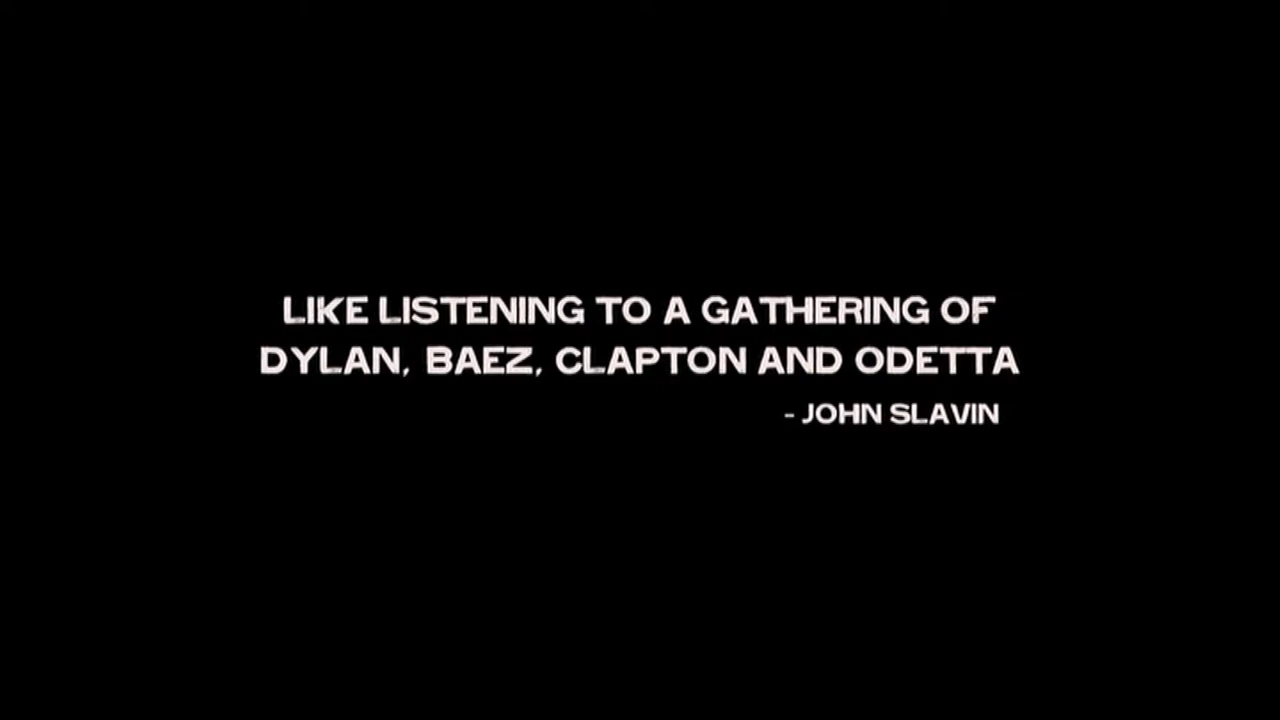 LIKE LISTENING TO A GATHERING OF
DYLAN, BAEZ, CLAPTON AND ODETTA
- JOHN SLAVIN